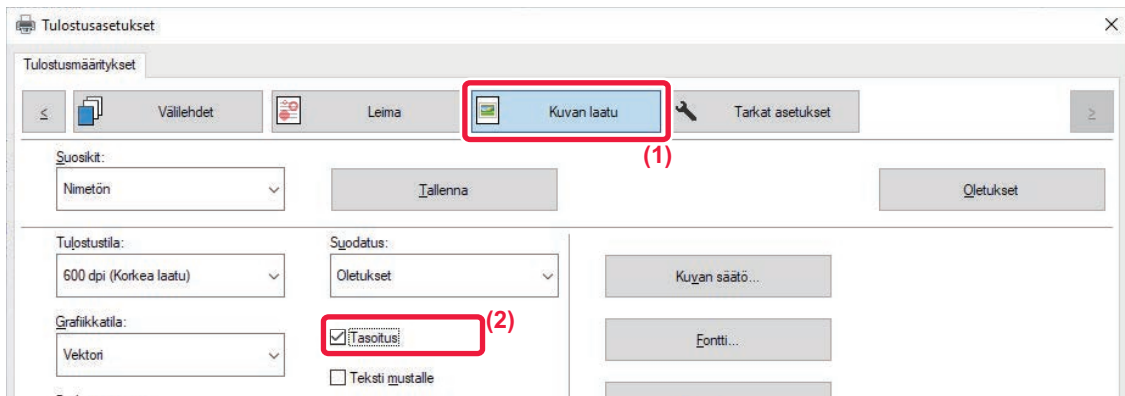 Tulostusasetukset
Tulostusmääritykset
≤ Välilehdet Leima Kuvan laatu Tarkat asetukset ≥
(1)
Suosikit:
Nimetön Tallenna Oletukset
Tulostustila: Suodatus:
600 dpi (Korkea laatu) Oletukset Kuvan säätö...
Grafiikkatila: Tasoitus (2)
Vektori Fontti...
Teksti mustalle